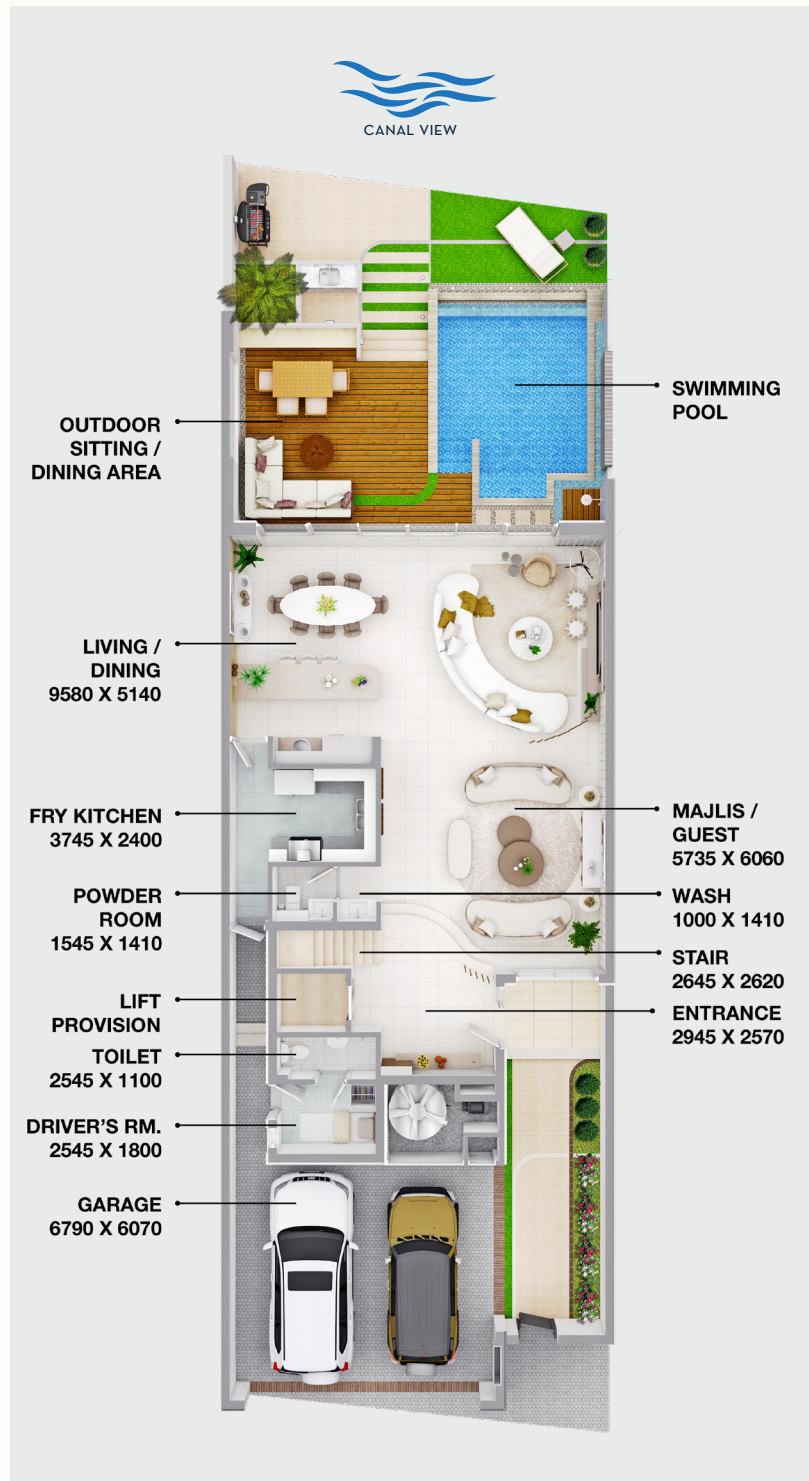 CANAL VIEW
OUTDOOR
SITTING /
DINING AREA
LIVING /
DINING
9580 X 5140
FRY KITCHEN
3745 X 2400
POWDER
ROOM
1545 X 1410
LIFT
PROVISION
TOILET
2545 X 1100
DRIVER'S RM.
2545 X 1800
GARAGE
6790 X 6070
SWIMMING
POOL
MAJLIS /
GUEST
5735 X 6060
WASH
1000 X 1410
STAIR
2645 X 2620
ENTRANCE
2945 X 2570